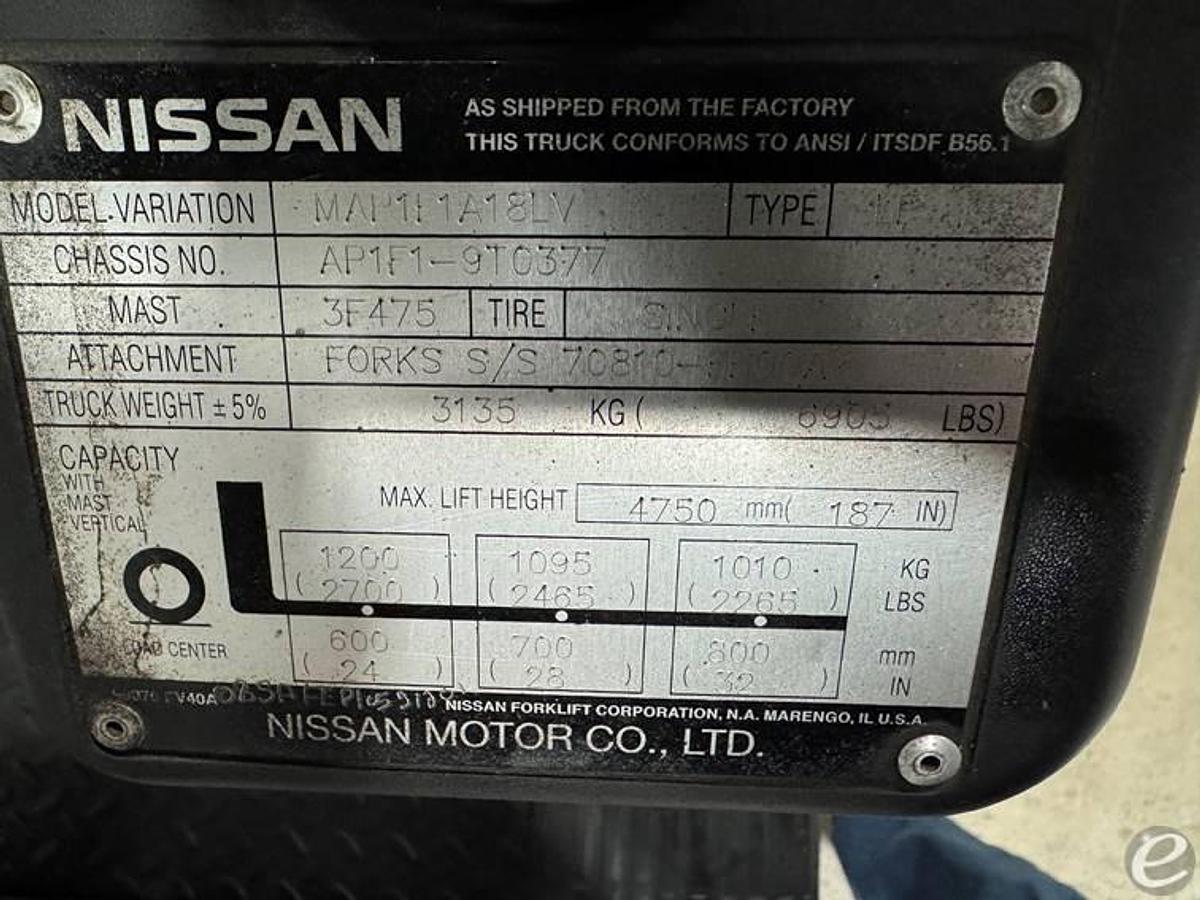 NISSAN
AS SHIPPED FROM THE FACTORY
THIS TRUCK CONFORMS TO ANSI / ITSDF B56.1
MODEL.VARIATION MAP1F1A18LV TYPE LP
CHASSIS NO. AP1F1-9T0377
MAST 3F475 TIRE
ATTACHMENT FORKS S/S
TRUCK WEIGHT ± 5% 3135 KG ( 6905 LBS)
CAPACITY
WITH
MAST
VERTICAL
MAX. LIFT HEIGHT 4750 mm( 187 IN)
1200 1095 1010 KG
( 2700 ) ( 2465 ) ( 2265 ) LBS
LOAD CENTER 600 700 800 mm
( 24 ) ( 28 ) ( 32 ) IN
NISSAN FORKLIFT CORPORATION, N.A. MARENGO, IL U.S.A.
NISSAN MOTOR CO., LTD.
e